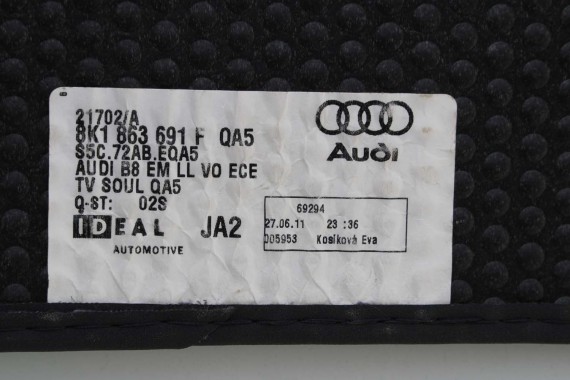 21702/A
8K1 863 691 F QA5
S5C.72AB.EQA5
AUDI B8 EM LL VO ECE
TV SOUL QA5
Q-ST: 02S
IDEAL JA2
AUTOMOTIVE
Audi
69294
27.06.11 23:36
005953 Kosíková Eva